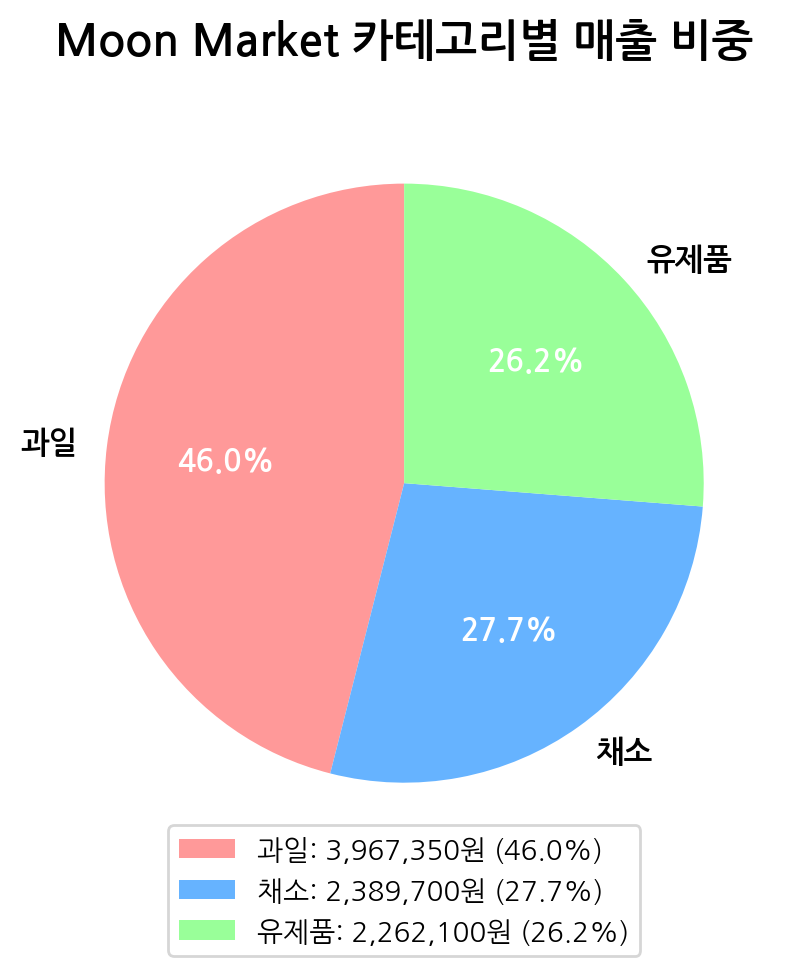 Moon Market 카테고리별 매출 비중
유제품
26.2%
과일
46.0%
27.7%
채소
과일: 3,967,350원 (46.0%)
채소: 2,389,700원 (27.7%)
유제품: 2,262,100원 (26.2%)